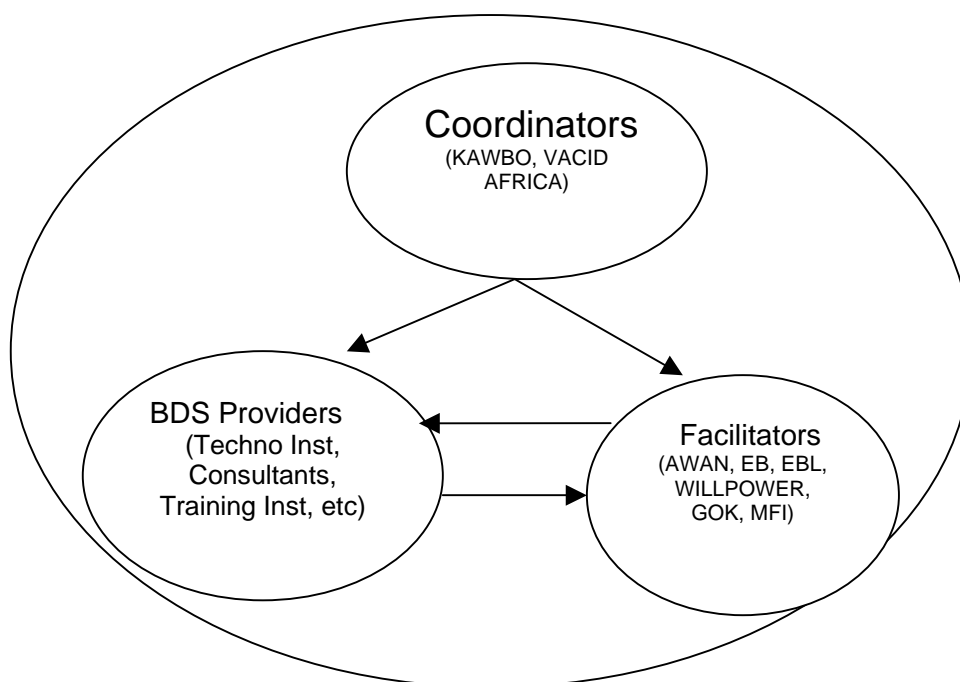 Coordinators
(KAWBO, VACID
AFRICA)
BDS Providers
(Techno Inst,
Consultants,
Training Inst, etc)
Facilitators
(AWAN, EB, EBL,
WILLPOWER,
GOK, MFI)